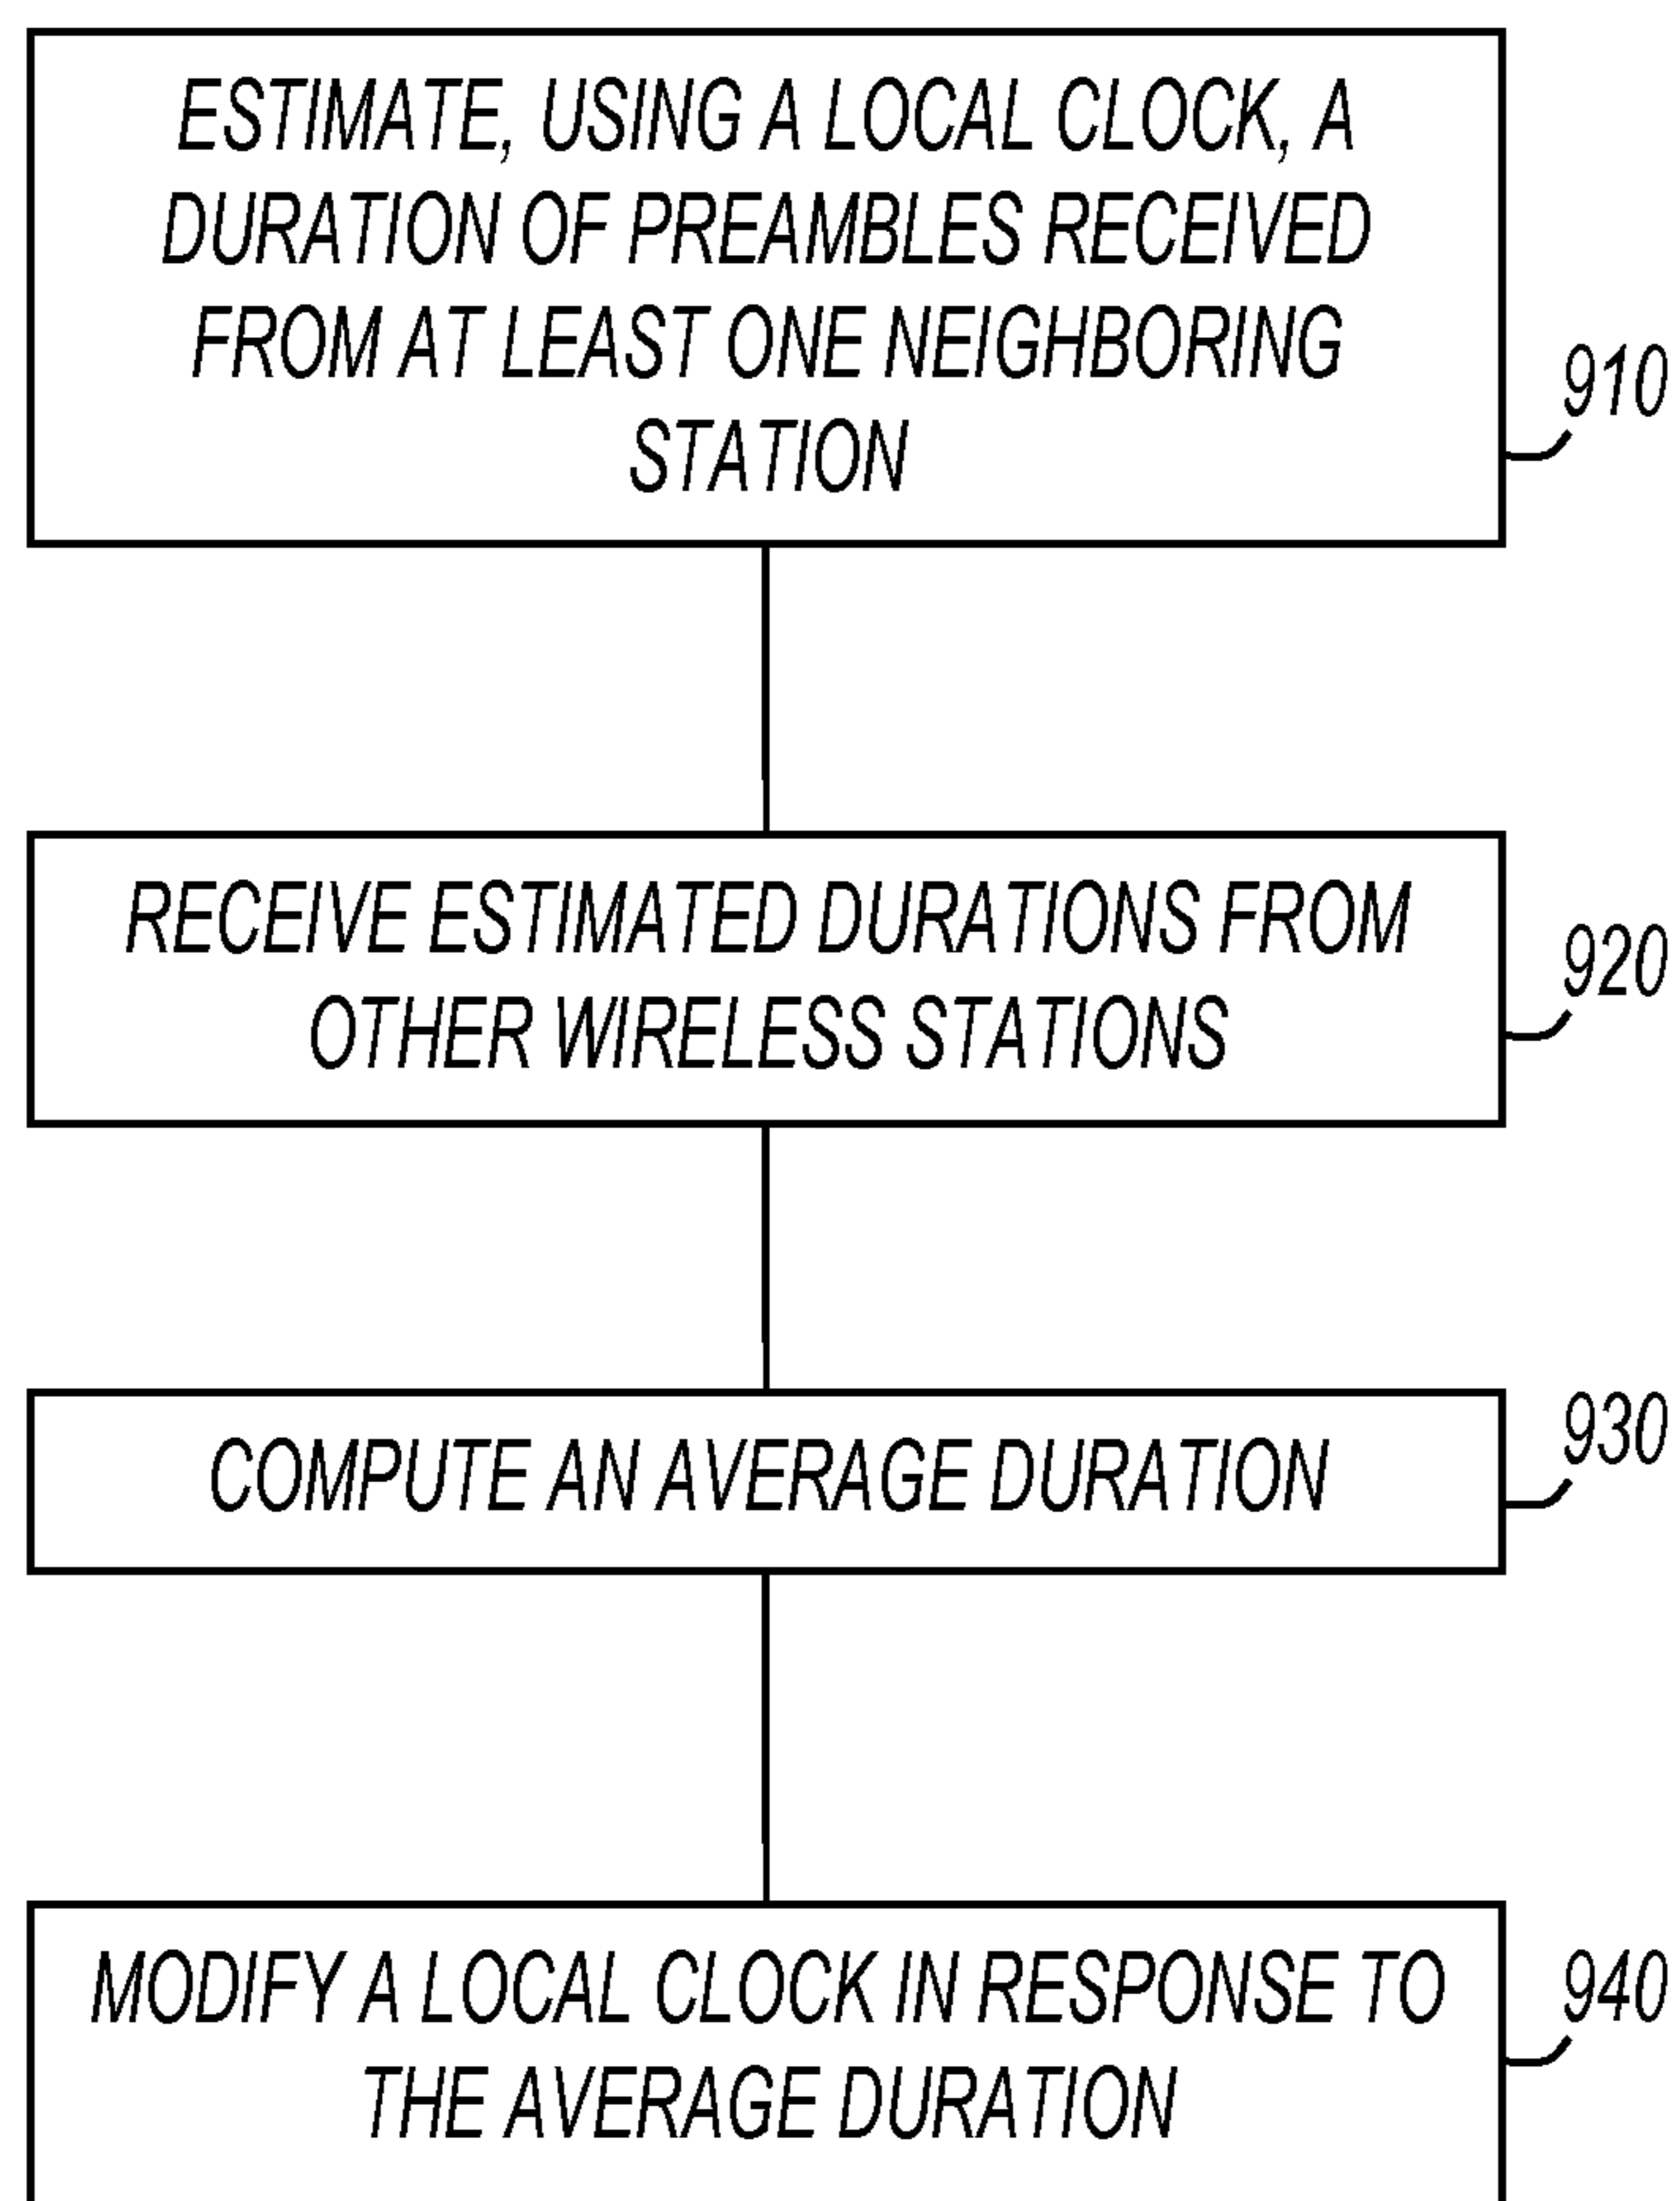 ESTIMATE, USING A LOCAL CLOCK, A
DURATION OF PREAMBLES RECEIVED
FROM AT LEAST ONE NEIGHBORING
STATION
910
RECEIVE ESTIMATED DURATIONS FROM
OTHER WIRELESS STATIONS
920
COMPUTE AN AVERAGE DURATION
930
MODIFY A LOCAL CLOCK IN RESPONSE TO
THE AVERAGE DURATION
940